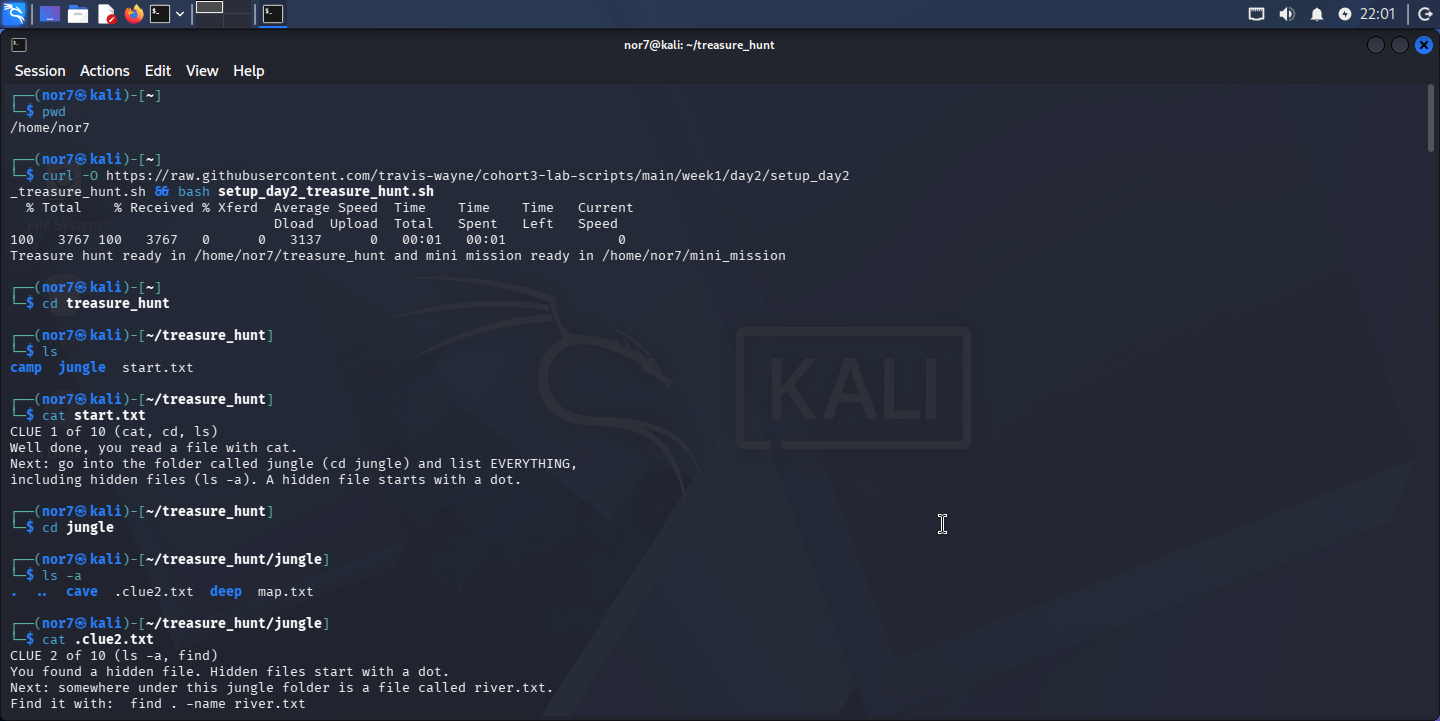 22:01
nor7@kali: ~/treasure_hunt
Session Actions Edit View Help
┌──(nor7㉿kali)-[~]
└─$ pwd
/home/nor7
┌──(nor7㉿kali)-[~]
└─$ curl -O https://raw.githubusercontent.com/travis-wayne/cohort3-lab-scripts/main/week1/day2/setup_day2
_treasure_hunt.sh && bash setup_day2_treasure_hunt.sh
% Total % Received % Xferd Average Speed Time Time Time Current
Dload Upload Total Spent Left Speed
100 3767 100 3767 0 0 3137 0 00:01 00:01 0
Treasure hunt ready in /home/nor7/treasure_hunt and mini mission ready in /home/nor7/mini_mission
┌──(nor7㉿kali)-[~]
└─$ cd treasure_hunt
┌──(nor7㉿kali)-[~/treasure_hunt]
└─$ ls
camp jungle start.txt
┌──(nor7㉿kali)-[~/treasure_hunt]
└─$ cat start.txt
CLUE 1 of 10 (cat, cd, ls)
Well done, you read a file with cat.
Next: go into the folder called jungle (cd jungle) and list EVERYTHING,
including hidden files (ls -a). A hidden file starts with a dot.
┌──(nor7㉿kali)-[~/treasure_hunt]
└─$ cd jungle
┌──(nor7㉿kali)-[~/treasure_hunt/jungle]
└─$ ls -a
. .. cave .clue2.txt deep map.txt
┌──(nor7㉿kali)-[~/treasure_hunt/jungle]
└─$ cat .clue2.txt
CLUE 2 of 10 (ls -a, find)
You found a hidden file. Hidden files start with a dot.
Next: somewhere under this jungle folder is a file called river.txt.
Find it with: find . -name river.txt
KALI